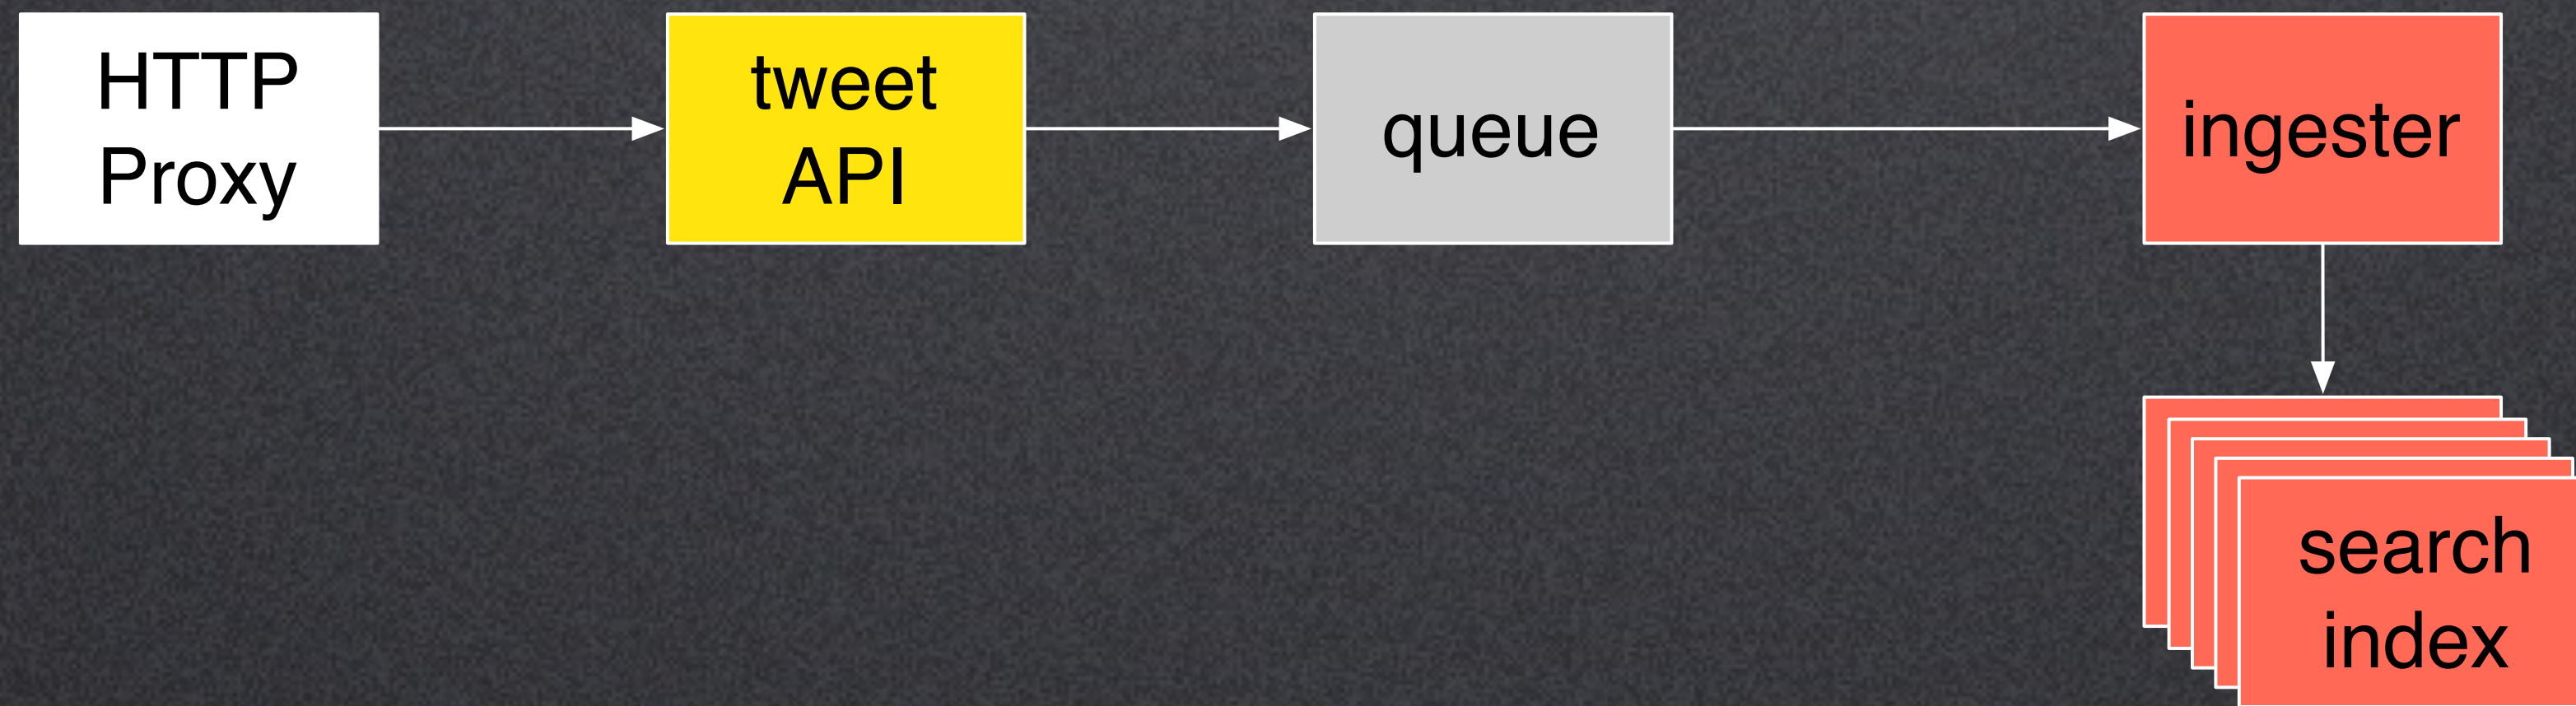 HTTP
Proxy
tweet
API
queue
ingester
search
index